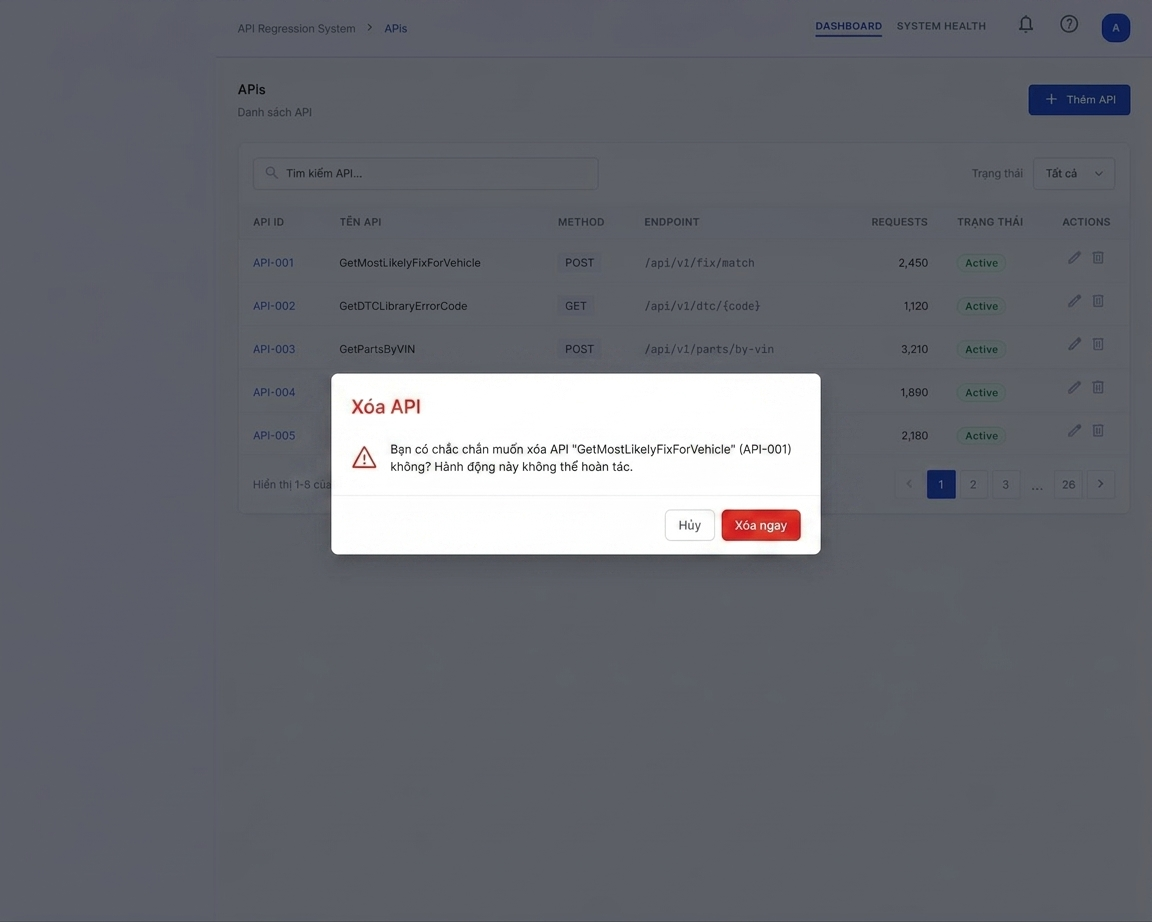 API Regression System > APIs
DASHBOARD SYSTEM HEALTH ? A
APIs
Danh sách API
+ Thêm API
Tìm kiếm API...
Trạng thái Tất cả
API ID TÊN API METHOD ENDPOINT REQUESTS TRẠNG THÁI ACTIONS
API-001 GetMostLikelyFixForVehicle POST /api/v1/fix/match 2,450 Active
API-002 GetDTCLibraryErrorCode GET /api/v1/dtc/{code} 1,120 Active
API-003 GetPartsByVIN POST /api/v1/parts/by-vin 3,210 Active
API-004 1,890 Active
API-005 2,180 Active
Hiển thị 1-8 của
< 1 2 3 ... 26 >
Xóa API
Bạn có chắc chắn muốn xóa API "GetMostLikelyFixForVehicle" (API-001)
không? Hành động này không thể hoàn tác.
Hủy Xóa ngay